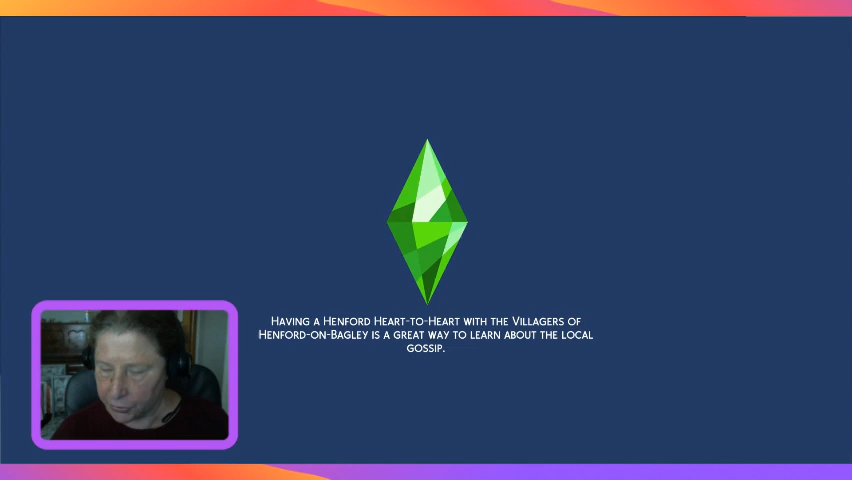 Having a Henford Heart-to-Heart with the Villagers of
Henford-on-Bagley is a great way to learn about the local
gossip.